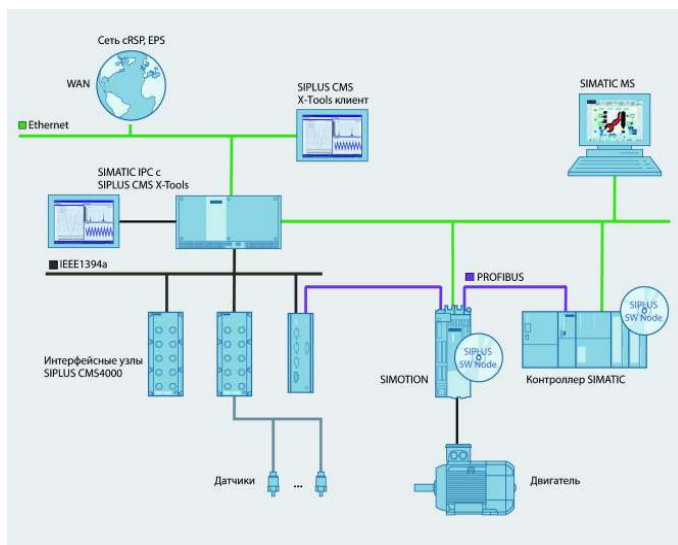 Сеть cRSP, EPS
WAN
SIPLUS CMS
X-Tools клиент
SIMATIC MS
Ethernet
SIMATIC IPC с
SIPLUS CMS X-Tools
IEEE1394a
PROFIBUS
SIPLUS
SW Node
Интерфейсные узлы
SIPLUS CMS4000
SIMOTION
SIPLUS
SW Node
Контроллер SIMATIC
Датчики
...
Двигатель